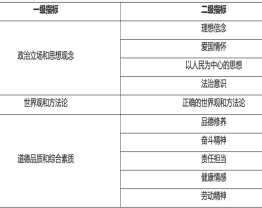 一级指标 二级指标
政治立场和思想观念
理想信念
爱国情怀
以人民为中心的思想
法治意识
世界观和方法论 正确的世界观和方法论
道德品质和综合素质
品德修养
奋斗精神
责任担当
健康情感
劳动精神